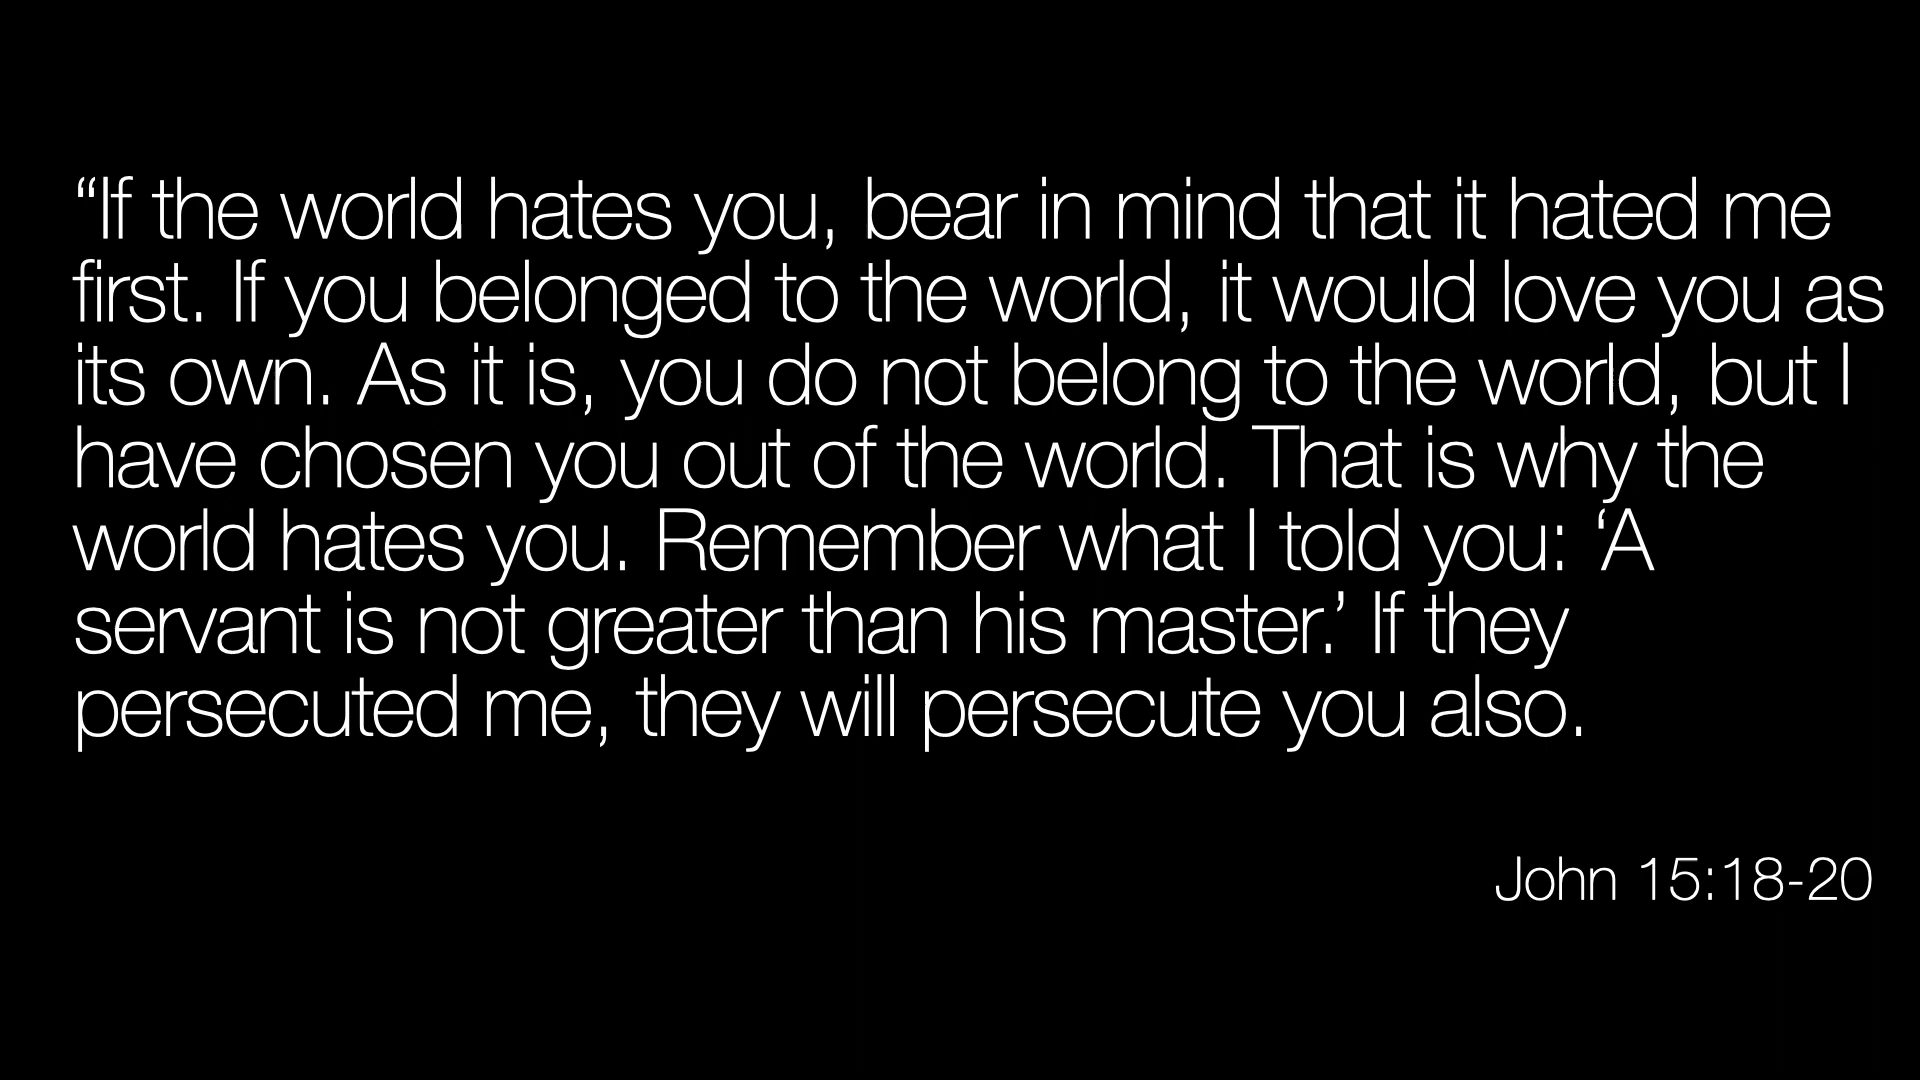 “If the world hates you, bear in mind that it hated me
first. If you belonged to the world, it would love you as
its own. As it is, you do not belong to the world, but I
have chosen you out of the world. That is why the
world hates you. Remember what I told you: ‘A
servant is not greater than his master.’ If they
persecuted me, they will persecute you also.
John 15:18-20